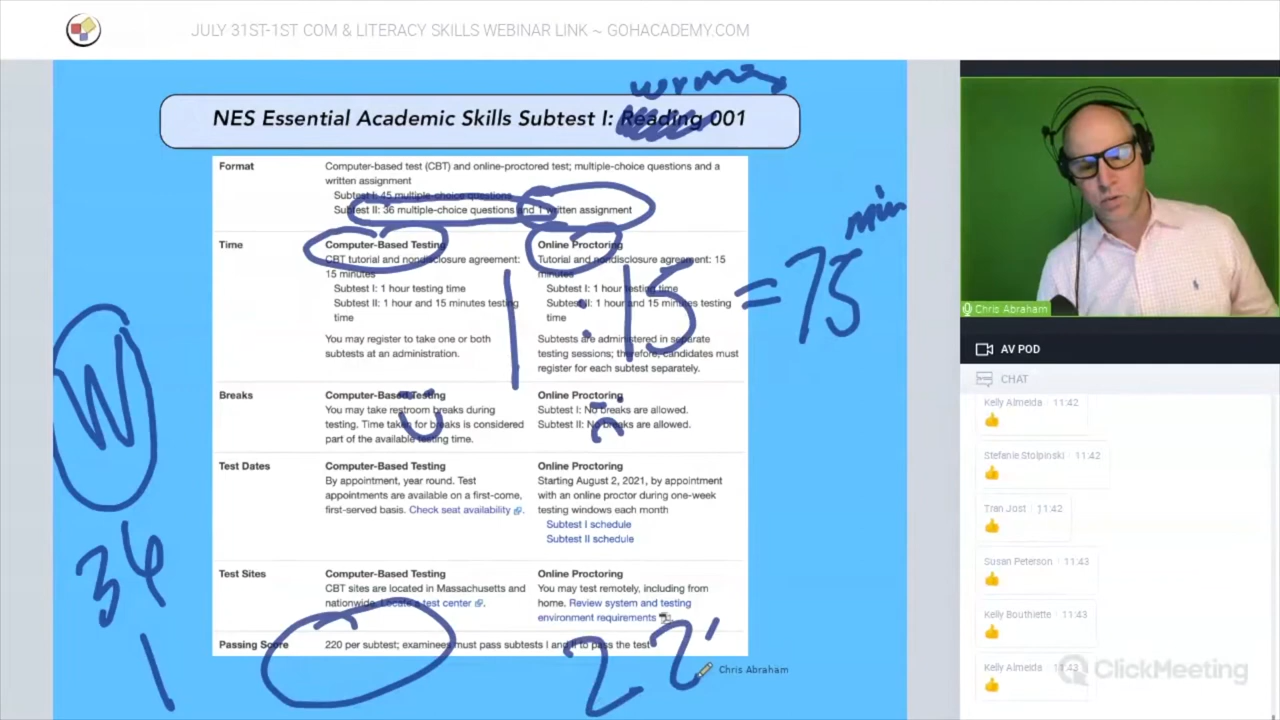 JULY 31ST-1ST COM & LITERACY SKILLS WEBINAR LINK ~ GOHACADEMY.COM
NES Essential Academic Skills Subtest I: Reading 001
Format
Computer-based test (CBT) and online-proctored test; multiple-choice questions and a
written assignment
Subtest I: 45 multiple-choice questions
Subtest II: 36 multiple-choice questions and 1 written assignment
Time
Computer-Based Testing
CBT tutorial and nondisclosure agreement:
15 minutes
Subtest I: 1 hour testing time
Subtest II: 1 hour and 15 minutes testing
time
You may register to take one or both
subtests at an administration.
Online Proctoring
Tutorial and nondisclosure agreement: 15
minutes
Subtest I: 1 hour testing time
Subtest II: 1 hour and 15 minutes testing
time
Subtests are administered in separate
testing sessions; therefore, candidates must
register for each subtest separately.
1:15 = 75 min
Breaks
Computer-Based Testing
You may take restroom breaks during
testing. Time taken for breaks is considered
part of the available testing time.
Online Proctoring
Subtest I: No breaks are allowed.
Subtest II: No breaks are allowed.
Test Dates
Computer-Based Testing
By appointment, year round. Test
appointments are available on a first-come,
first-served basis. Check seat availability.
Online Proctoring
Starting August 2, 2021, by appointment
with an online proctor during one-week
testing windows each month
Subtest I schedule
Subtest II schedule
Test Sites
Computer-Based Testing
CBT sites are located in Massachusetts and
nationwide. Locate a test center.
Online Proctoring
You may test remotely, including from
home. Review system and testing
environment requirements
Passing Score
220 per subtest; examinees must pass subtests I and II to pass the test
W
36
1
22
Chris Abraham
Chris Abraham
AV POD
CHAT
Kelly Almeida 11:42
Stefanie Stolpinski 11:42
Tran Jost 11:42
Susan Peterson 11:43
Kelly Bouthiette 11:43
Kelly Almeida 11:43
ClickMeeting